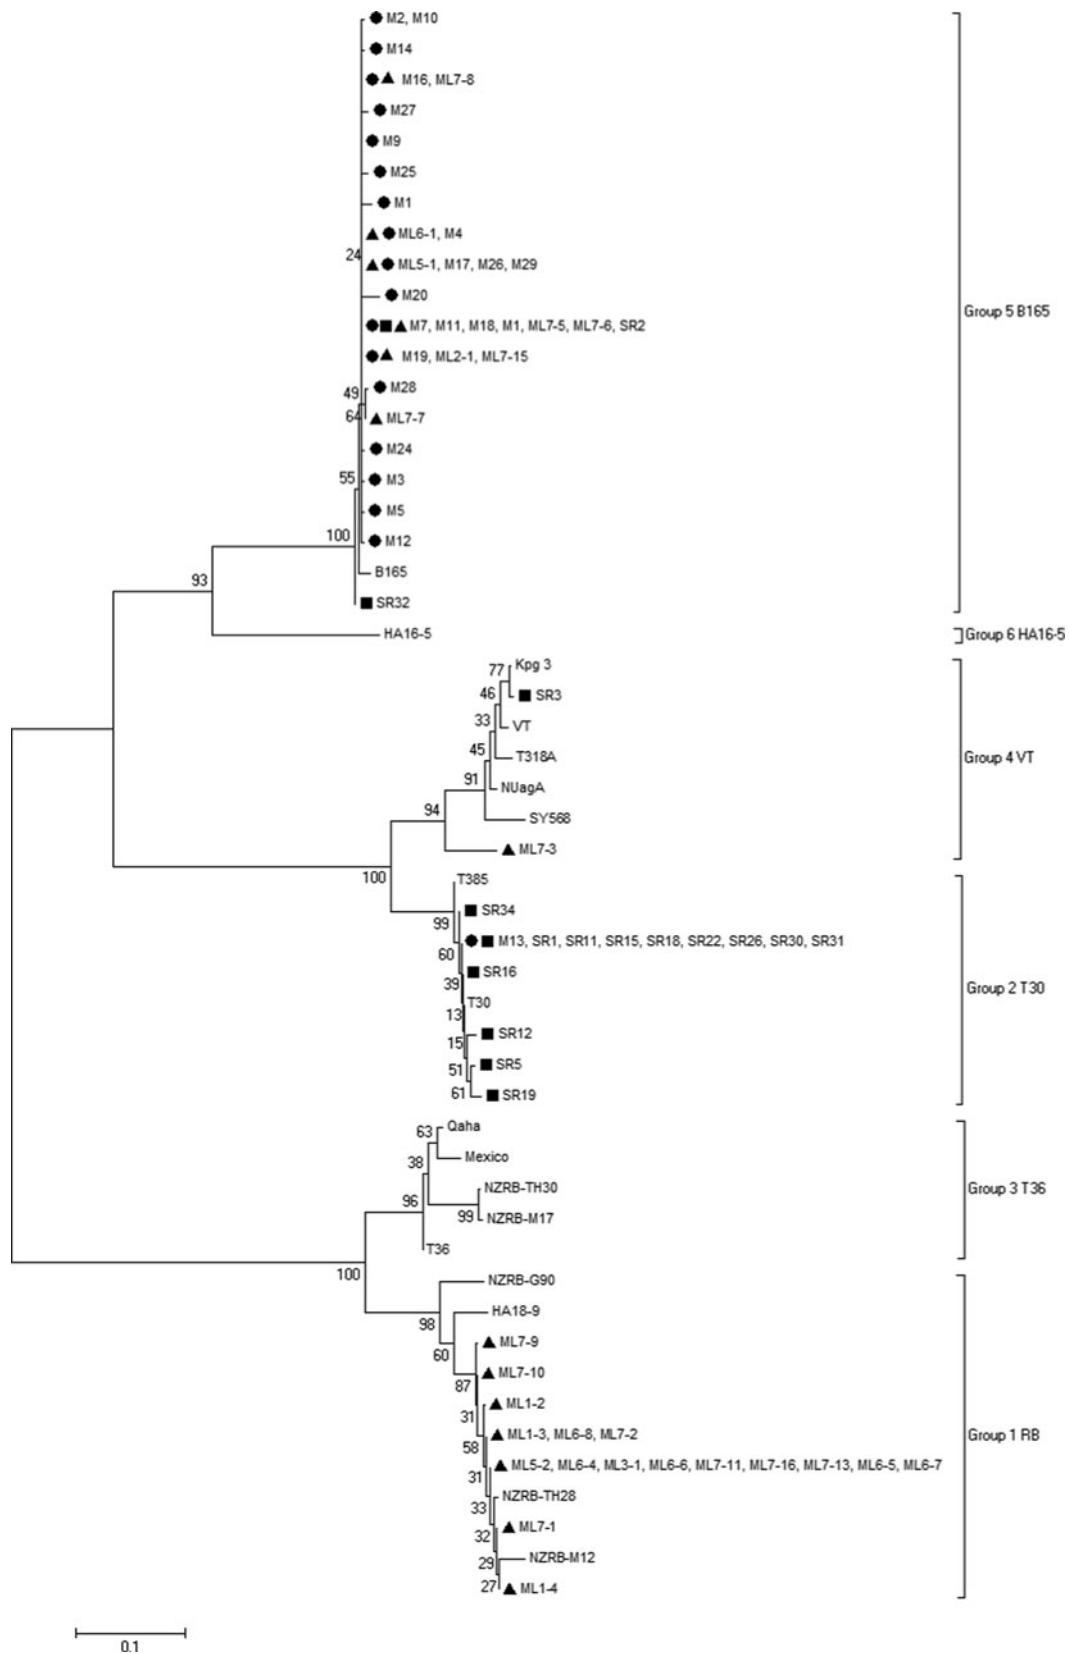 M2, M10
M14
M16, ML7-8
M27
M9
M25
M1
ML6-1, M4
24
ML5-1, M17, M26, M29
M20
Group 5 B165
M7, M11, M18, M1, ML7-5, ML7-6, SR2
M19, ML2-1, ML7-15
49
M28
64
ML7-7
M24
55
M3
M5
100
M12
B165
93
SR32
HA16-5
Group 6 HA16-5
77
Kpg 3
46
SR3
33
VT
45
T318A
Group 4 VT
91
NUagA
94
SY568
ML7-3
100
T385
SR34
99
M13, SR1, SR11, SR15, SR18, SR22, SR26, SR30, SR31
60
SR16
39
Group 2 T30
T30
13
SR12
15
SR5
51
61
SR19
63
Qaha
38
Mexico
96
NZRB-TH30
Group 3 T36
99
NZRB-M17
T36
100
NZRB-G90
98
HA18-9
60
ML7-9
87
ML7-10
31
ML1-2
58
ML1-3, ML6-8, ML7-2
Group 1 RB
31
ML5-2, ML6-4, ML3-1, ML6-6, ML7-11, ML7-16, ML7-13, ML6-5, ML6-7
33
NZRB-TH28
32
ML7-1
29
NZRB-M12
27
ML1-4
0.1